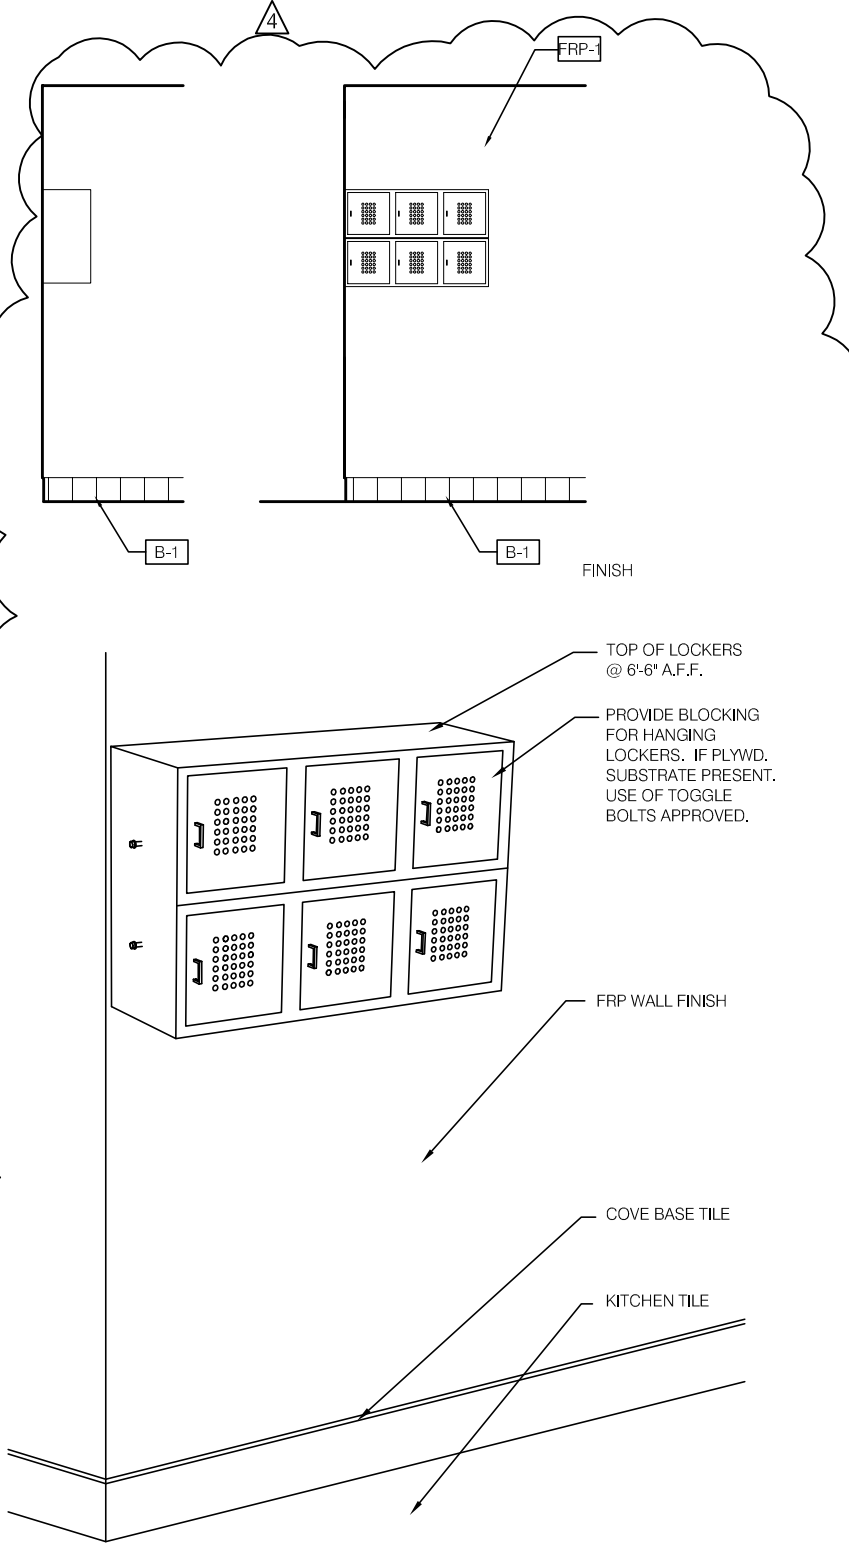 4
FRP-1
B-1
B-1
FINISH
TOP OF LOCKERS
@ 6'-6" A.F.F.
PROVIDE BLOCKING
FOR HANGING
LOCKERS. IF PLYWD.
SUBSTRATE PRESENT.
USE OF TOGGLE
BOLTS APPROVED.
FRP WALL FINISH
COVE BASE TILE
KITCHEN TILE